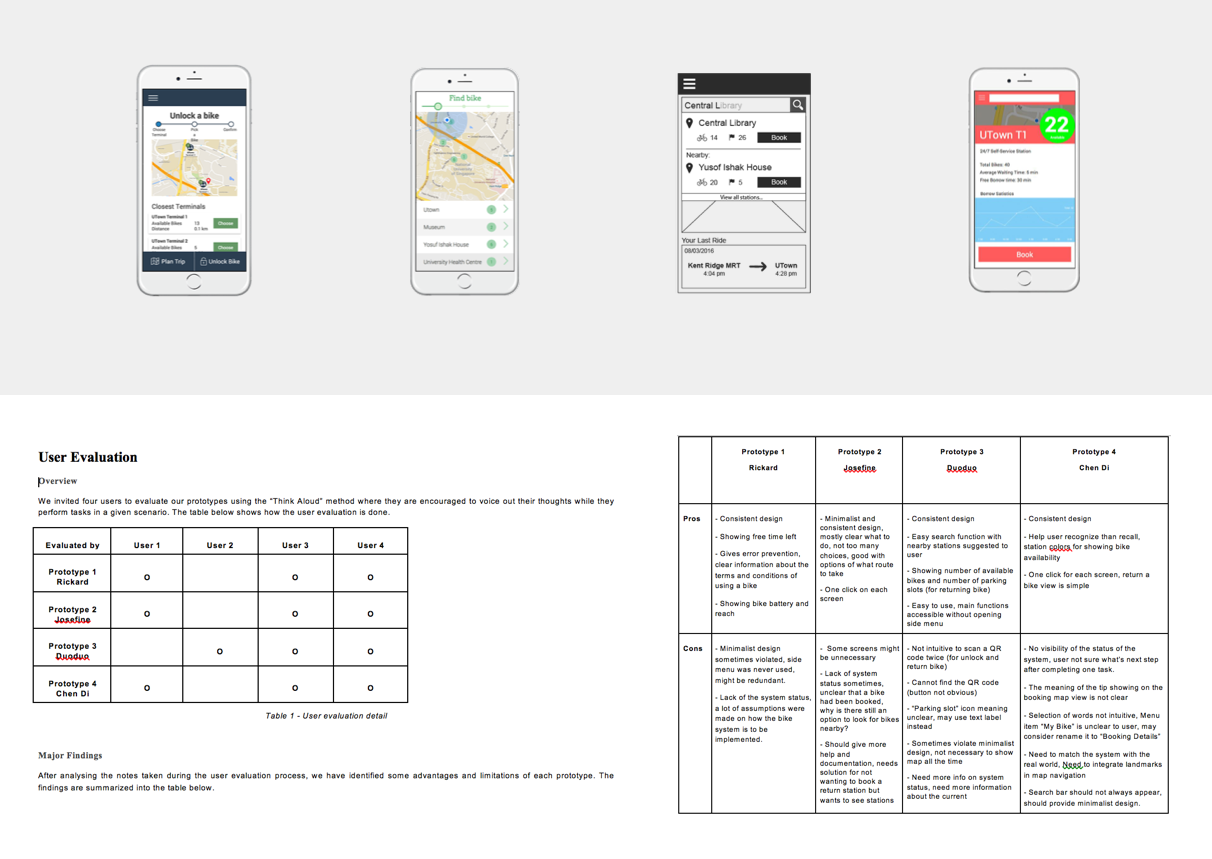 Unlock a bike
Choose
Terminal
Pick
a
Bike
Confirm
Closest Terminals
UTown Terminal 1
Available Bikes 13
Distance 0.1 km
Choose
UTown Terminal 2
Available Bikes 5
Choose
Plan Trip
Unlock Bike
Find bike
Utown
Museum
Yosuf Ishak House
University Health Centre
Central Library
Central Library
14 26 Book
Nearby:
Yusof Ishak House
20 5 Book
View all stations...
Your Last Ride
08/03/2016
Kent Ridge MRT UTown
4:04 pm 4:28 pm
UTown T1
22
24/7 Self-Service Station
Total Bikes: 40
Average Waiting Time: 5 min
Free Borrow time: 30 min
Borrow Statistics
Book
User Evaluation
Overview
We invited four users to evaluate our prototypes using the "Think Aloud" method where they are encouraged to voice out their thoughts while they
perform tasks in a given scenario. The table below shows how the user evaluation is done.
Evaluated by User 1 User 2 User 3 User 4
Prototype 1
Rickard
O O O
Prototype 2
Josefine
O O O
Prototype 3
Duoduo
O O O
Prototype 4
Chen Di
O O O
Table 1 - User evaluation detail
Major Findings
After analysing the notes taken during the user evaluation process, we have identified some advantages and limitations of each prototype. The
findings are summarized into the table below.
Prototype 1
Rickard
Prototype 2
Josefine
Prototype 3
Duoduo
Prototype 4
Chen Di
Pros
- Consistent design
- Showing free time left
- Gives error prevention,
clear information about the
terms and conditions of
using a bike
- Showing bike battery and
reach
- Minimalist and
consistent design,
mostly clear what to
do, not too many
choices, good with
options of what route
to take
- One click on each
screen
- Consistent design
- Easy search function with
nearby stations suggested to
user
- Showing number of available
bikes and number of parking
slots (for returning bike)
- Easy to use, main functions
accessible without opening
side menu
- Consistent design
- Help user recognize than recall,
station colors for showing bike
availability
- One click for each screen, return a
bike view is simple
Cons
- Minimalist design
sometimes violated, side
menu was never used,
might be redundant.
- Lack of the system status,
a lot of assumptions were
made on how the bike
system is to be
implemented.
- Some screens might
be unnecessary
- Lack of system
status sometimes,
unclear that a bike
had been booked,
why is there still an
option to look for bikes
nearby?
- Should give more
help and
documentation, needs
solution for not
wanting to book a
return station but
wants to see stations
- Not intuitive to scan a QR
code twice (for unlock and
return bike)
- Cannot find the QR code
(button not obvious)
- "Parking slot" icon meaning
unclear, may use text label
instead
- Sometimes violate minimalist
design, not necessary to show
map all the time
- Need more info on system
status, need more information
about the current
- No visibility of the status of the
system, user not sure what's next step
after completing one task.
- The meaning of the tip showing on the
booking map view is not clear
- Selection of words not intuitive, Menu
item "My Bike" is unclear to user, may
consider rename it to "Booking Details"
- Need to match the system with the
real world, Need to integrate landmarks
in map navigation
- Search bar should not always appear,
should provide minimalist design.